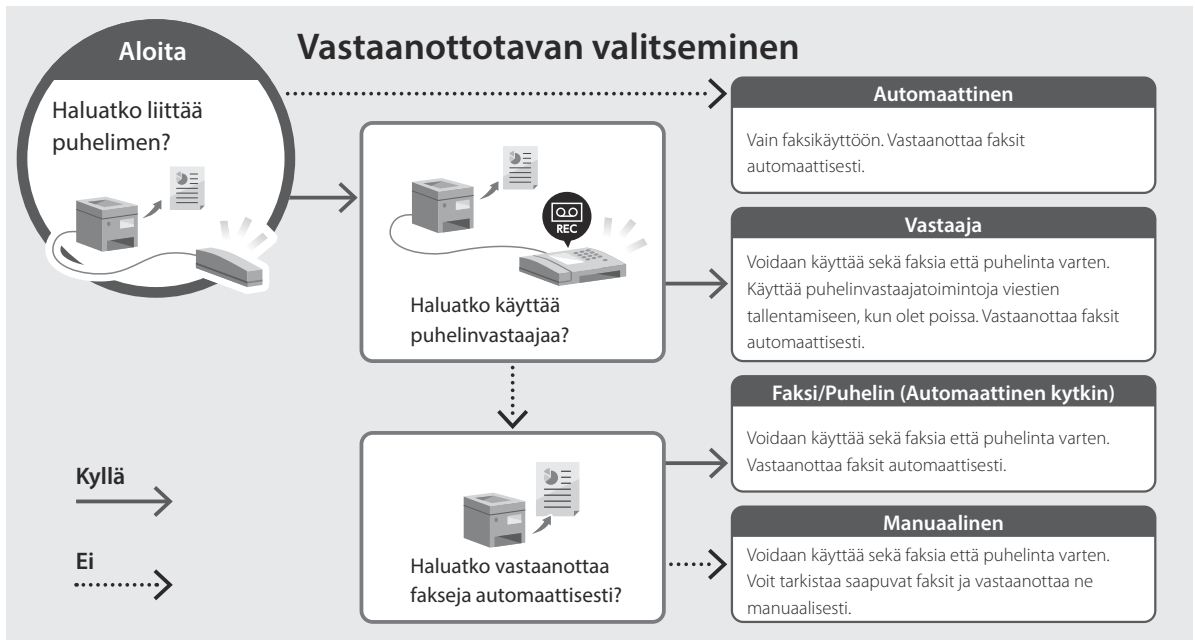 Aloita
Vastaanottotavan valitseminen
Haluatko liittää
puhelimen?
REC
Haluatko käyttää
puhelinvastaajaa?
Haluatko vastaanottaa
fakseja automaattisesti?
Automaattinen
Vain faksikäyttöön. Vastaanottaa faksit
automaattisesti.
Vastaaja
Voidaan käyttää sekä faksia että puhelinta varten.
Käyttää puhelinvastaajatoimintoja viestien
tallentamiseen, kun olet poissa. Vastaanottaa faksit
automaattisesti.
Faksi/Puhelin (Automaattinen kytkin)
Voidaan käyttää sekä faksia että puhelinta varten.
Vastaanottaa faksit automaattisesti.
Manuaalinen
Voidaan käyttää sekä faksia että puhelinta varten.
Voit tarkistaa saapuvat faksit ja vastaanottaa ne
manuaalisesti.
Kyllä
Ei